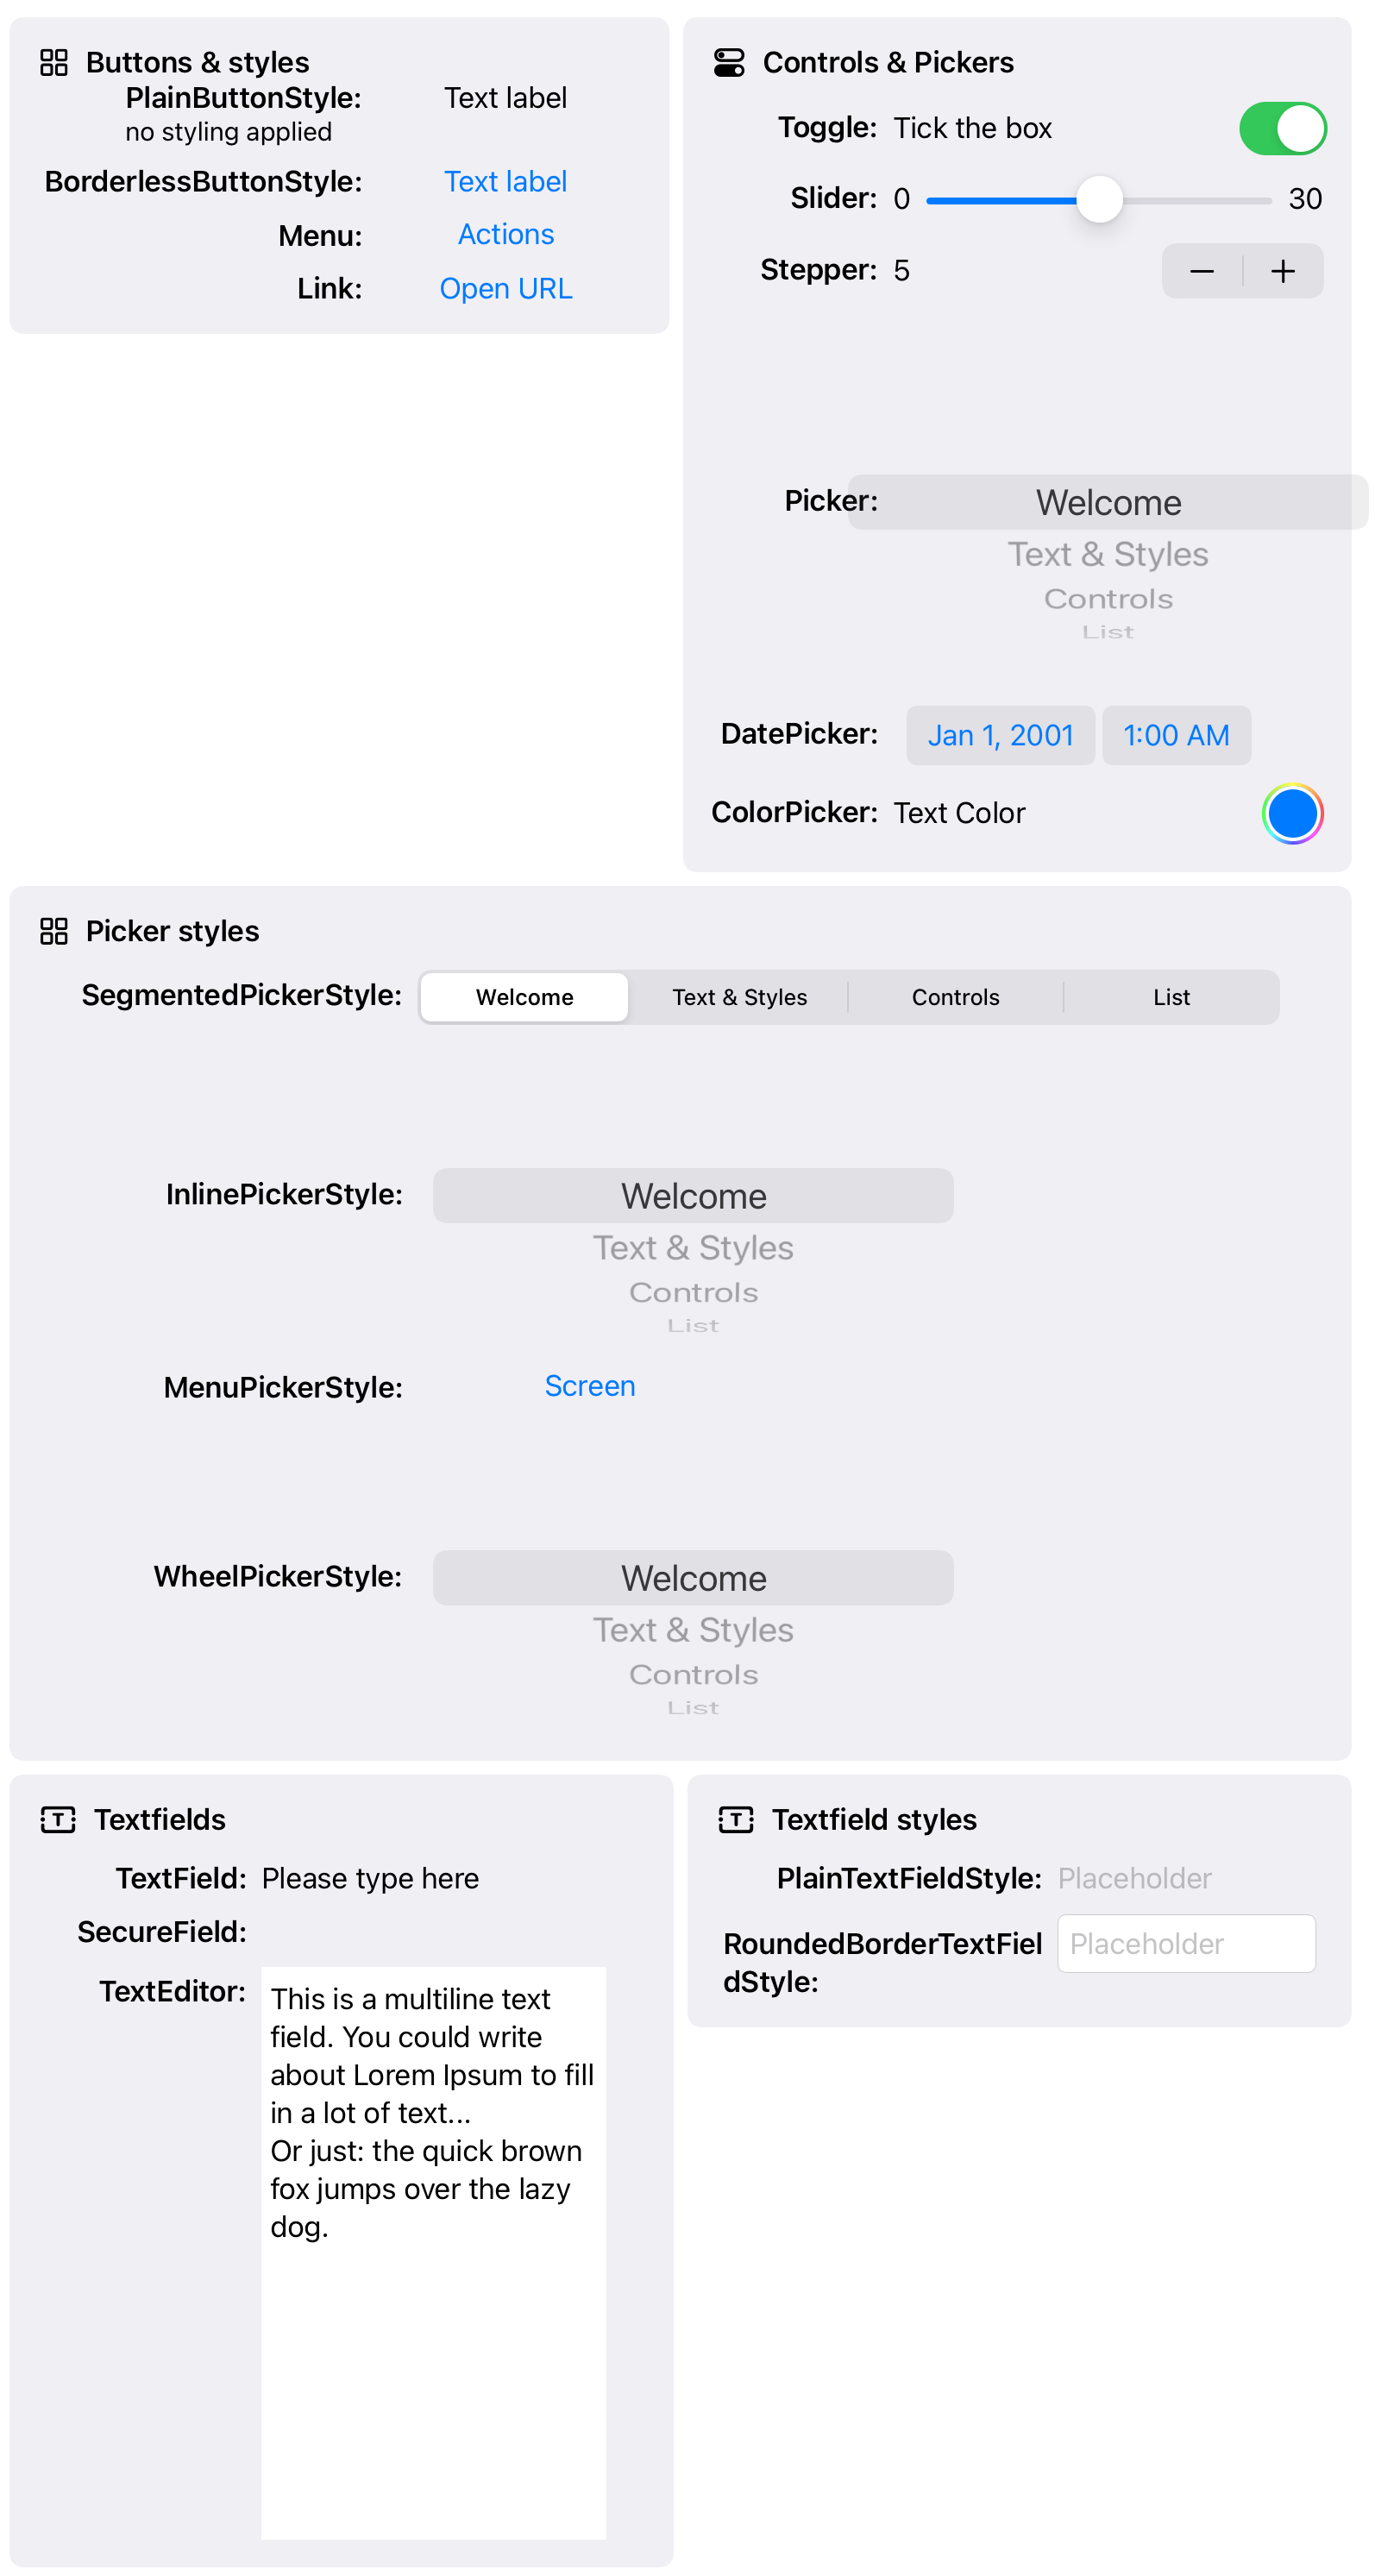 Buttons & styles
PlainButtonStyle: Text label
no styling applied
BorderlessButtonStyle: Text label
Menu: Actions
Link: Open URL
Controls & Pickers
Toggle: Tick the box
Slider: 0 30
Stepper: 5
Picker: Welcome
Text & Styles
Controls
List
DatePicker: Jan 1, 2001 1:00 AM
ColorPicker: Text Color
Picker styles
SegmentedPickerStyle: Welcome Text & Styles Controls List
InlinePickerStyle: Welcome
Text & Styles
Controls
List
MenuPickerStyle: Screen
WheelPickerStyle: Welcome
Text & Styles
Controls
List
Textfields
TextField: Please type here
SecureField:
TextEditor: This is a multiline text
field. You could write
about Lorem Ipsum to fill
in a lot of text...
Or just: the quick brown
fox jumps over the lazy
dog.
Textfield styles
PlainTextFieldStyle: Placeholder
RoundedBorderTextFiel Placeholder
dStyle: